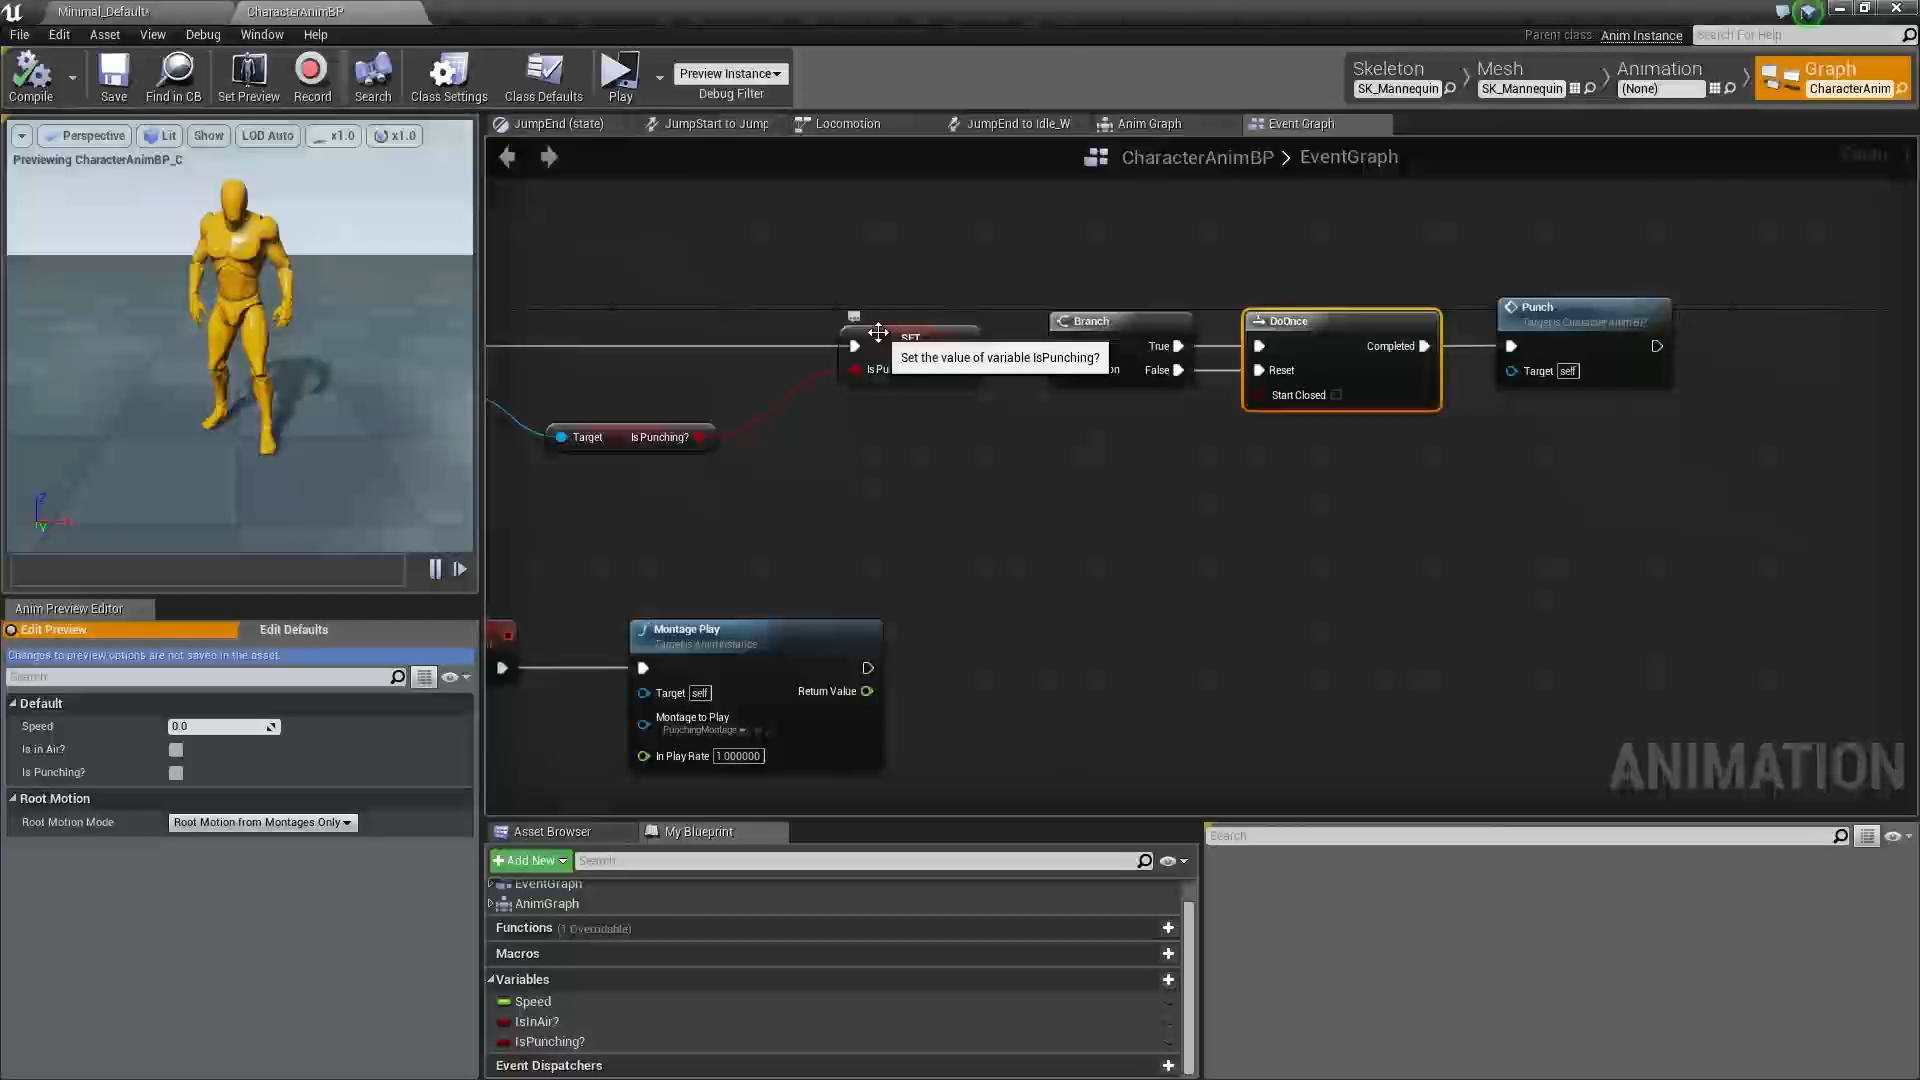 Minimal_Default•
CharacterAnimBP
File Edit Asset View Debug Window Help
Parent class: Anim Instance
Search For Help
Compile
Save
Find in CB
Set Preview
Record
Search
Class Settings
Class Defaults
Play
Preview Instance
Debug Filter
Skeleton
SK_Mannequin
Mesh
SK_Mannequin
Animation
(None)
Graph
CharacterAnim
JumpEnd (state)
JumpStart to Jump
Locomotion
JumpEnd to Idle_W
Anim Graph
Event Graph
Perspective
Lit
Show
LOD Auto
x1.0
x1.0
Previewing CharacterAnimBP_C
CharacterAnimBP > EventGraph
SET
Is Pu
Set the value of variable IsPunching?
Branch
True
on False
DoOnce
Completed
Reset
Start Closed
Punch
Target is Character Anim BP
Target self
Target Is Punching?
Z
Y
Anim Preview Editor
Edit Preview
Edit Defaults
Changes to preview options are not saved in the asset.
Search
Default
Speed 0.0
Is in Air?
Is Punching?
Root Motion
Root Motion Mode Root Motion from Montages Only
Montage Play
Target is Anim Instance
Target self
Return Value
Montage to Play
PunchingMontage
In Play Rate 1.000000
ANIMATION
Asset Browser
My Blueprint
Add New
Search
EventGraph
AnimGraph
Functions (1 Overridable)
Macros
Variables
Speed
IsInAir?
IsPunching?
Event Dispatchers
Search